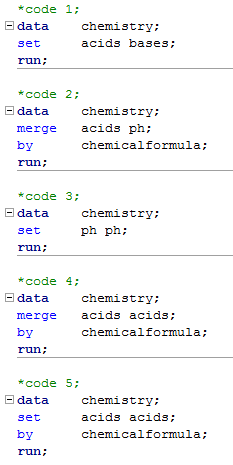 *code 1;
data chemistry;
set acids bases;
run;
*code 2;
data chemistry;
merge acids ph;
by chemicalformula;
run;
*code 3;
data chemistry;
set ph ph;
run;
*code 4;
data chemistry;
merge acids acids;
by chemicalformula;
run;
*code 5;
data chemistry;
set acids acids;
by chemicalformula;
run;